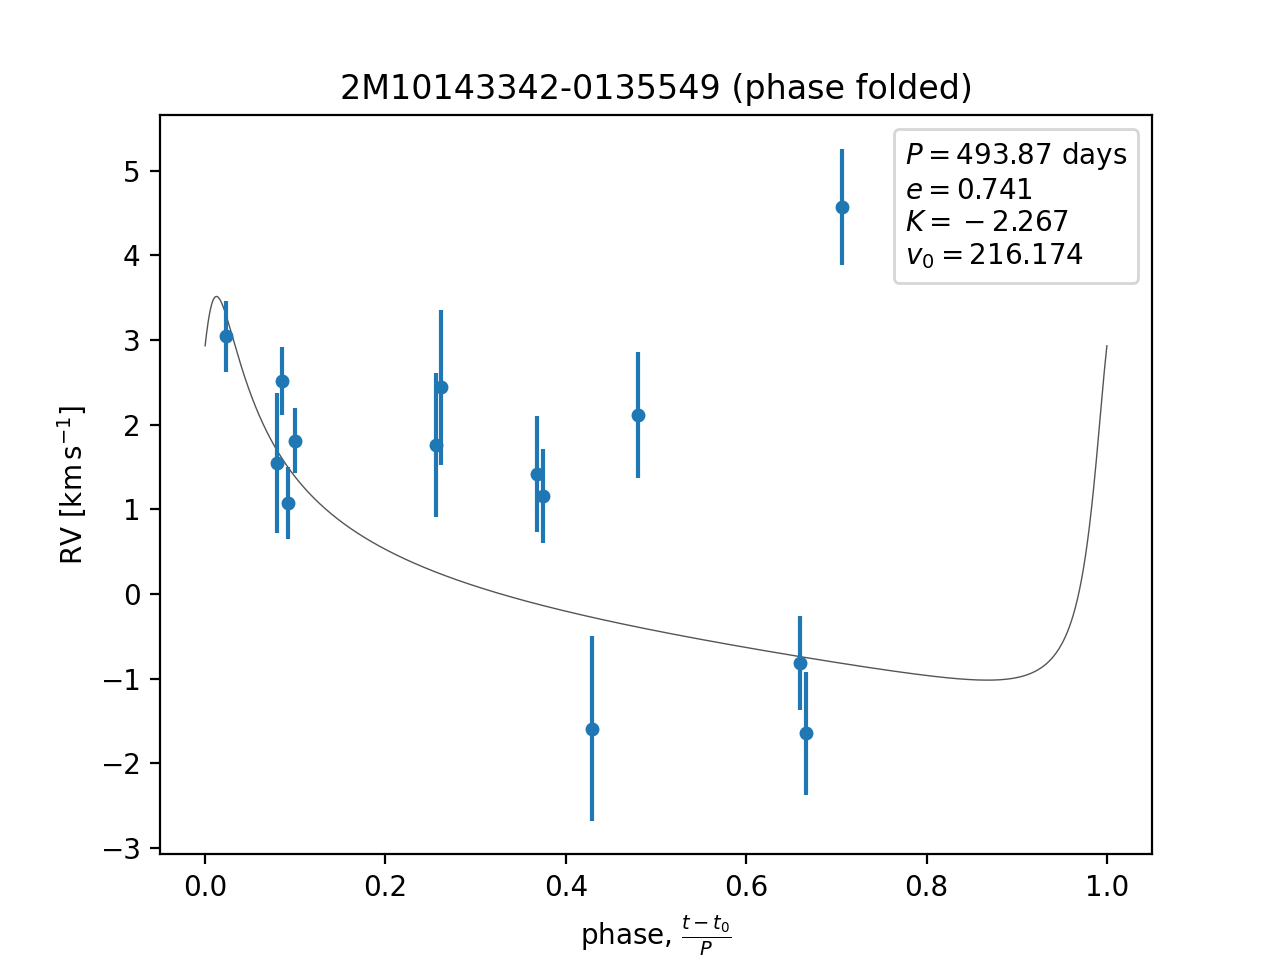 2M10143342-0135549 (phase folded)
P = 493.87 days
e = 0.741
K = −2.267
v₀ = 216.174
5
4
3
2
1
0
−1
−2
−3
RV [km s⁻¹]
0.0 0.2 0.4 0.6 0.8 1.0
phase, (t − t₀)/P